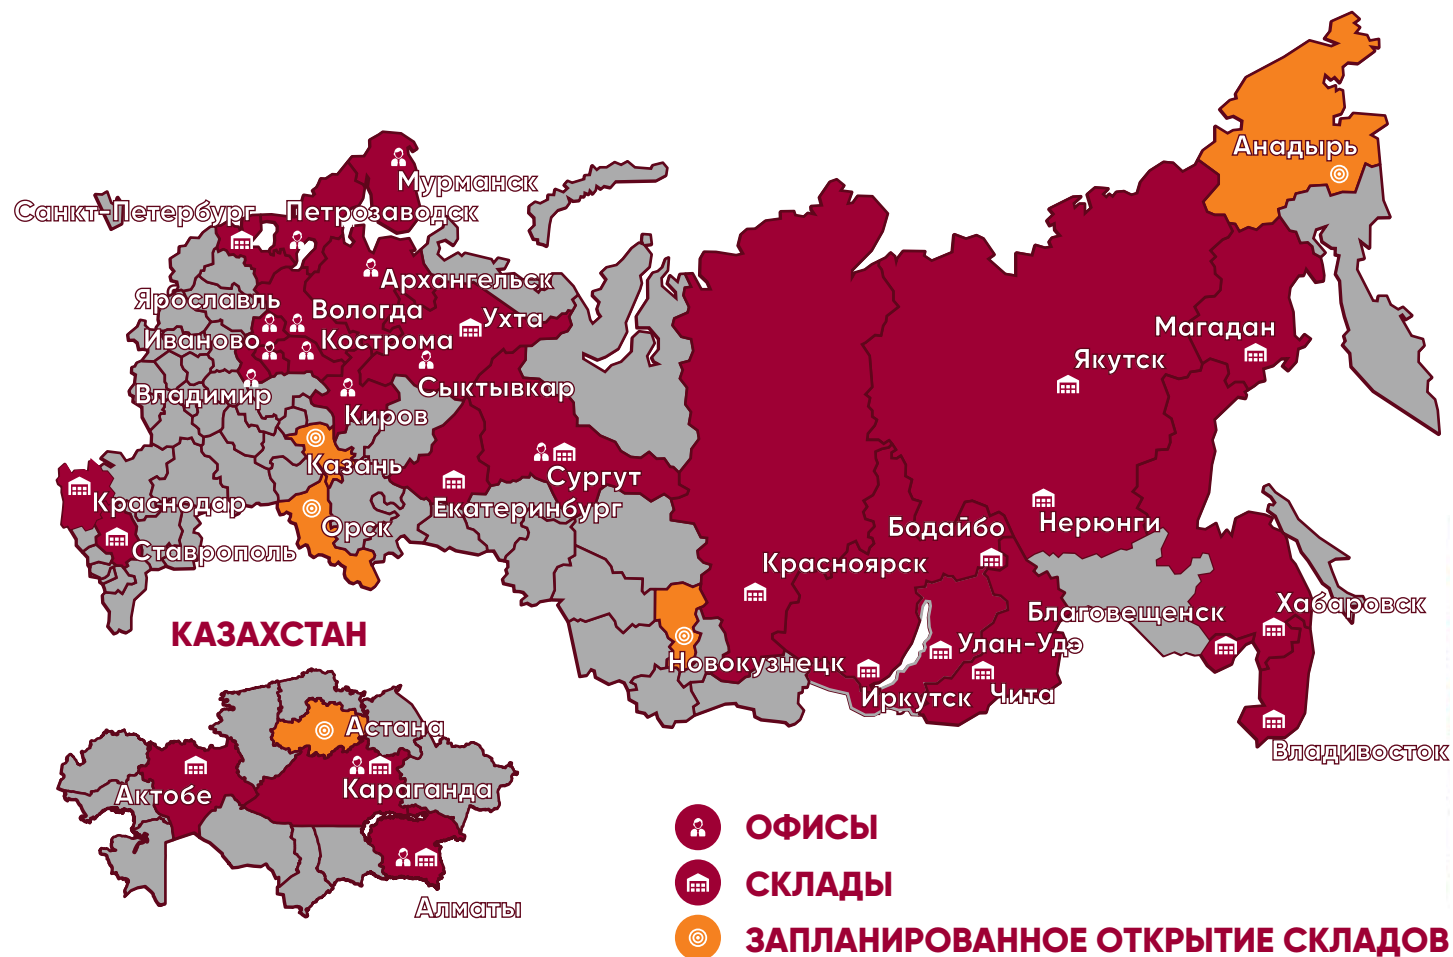 Анадырь
Мурманск
Санкт-Петербург
Петрозаводск
Архангельск
Ярославль
Вологда
Ухта
Магадан
Иваново
Кострома
Якутск
Сыктывкар
Владимир
Киров
Казань
Сургут
Краснодар
Екатеринбург
Орск
Бодайбо
Нерюнги
Ставрополь
Красноярск
Благовещенск
Хабаровск
КАЗАХСТАН
Улан-Удэ
Новокузнецк
Иркутск
Чита
Астана
Владивосток
Караганда
Актобе
ОФИСЫ
СКЛАДЫ
Алматы
ЗАПЛАНИРОВАННОЕ ОТКРЫТИЕ СКЛАДОВ